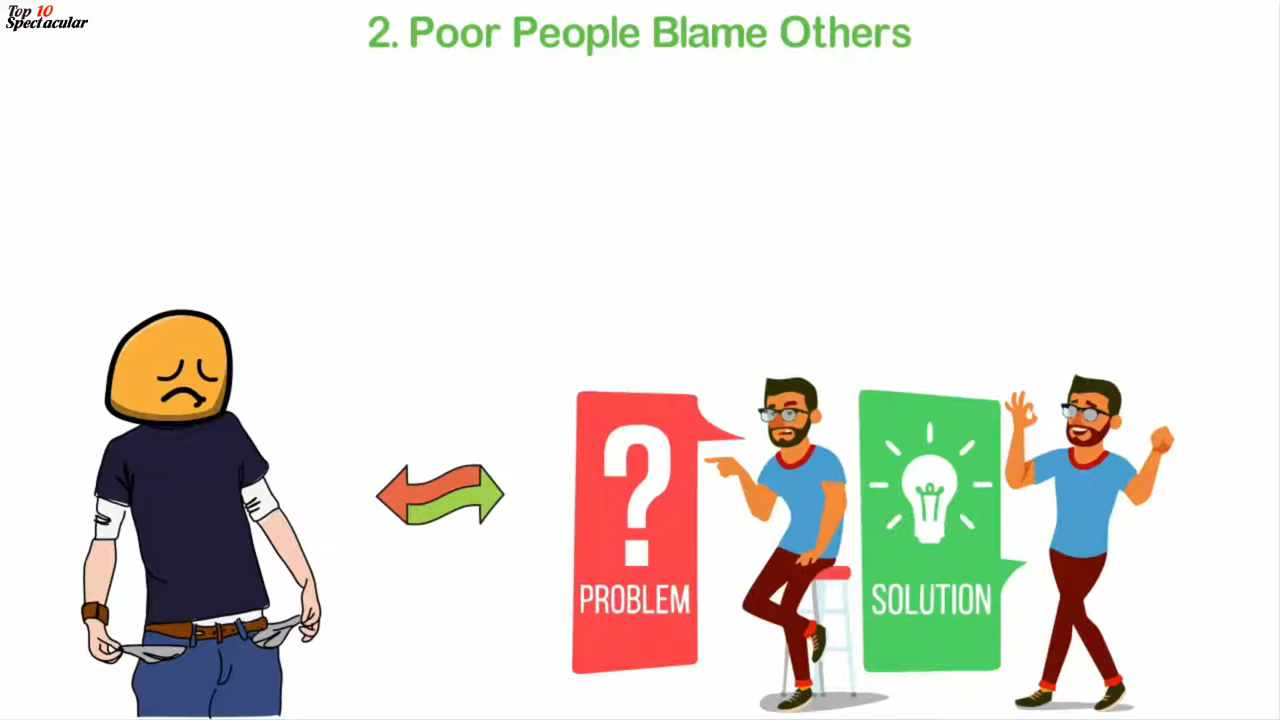 Top 10
Spectacular
2. Poor People Blame Others
?
PROBLEM
SOLUTION